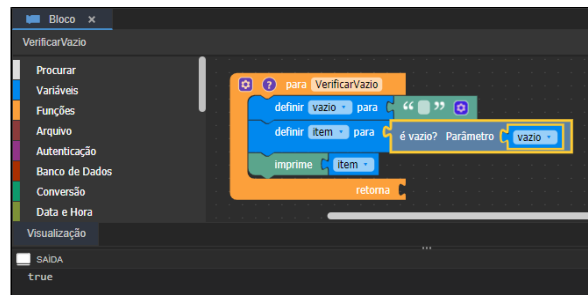 Bloco ×
VerificarVazio
Procurar
Variáveis
Funções
Arquivo
Autenticação
Banco de Dados
Conversão
Data e Hora
? para VerificarVazio
definir vazio para “ ”
definir item para é vazio? Parâmetro vazio
imprime item
retorna
Visualização
SAÍDA
true